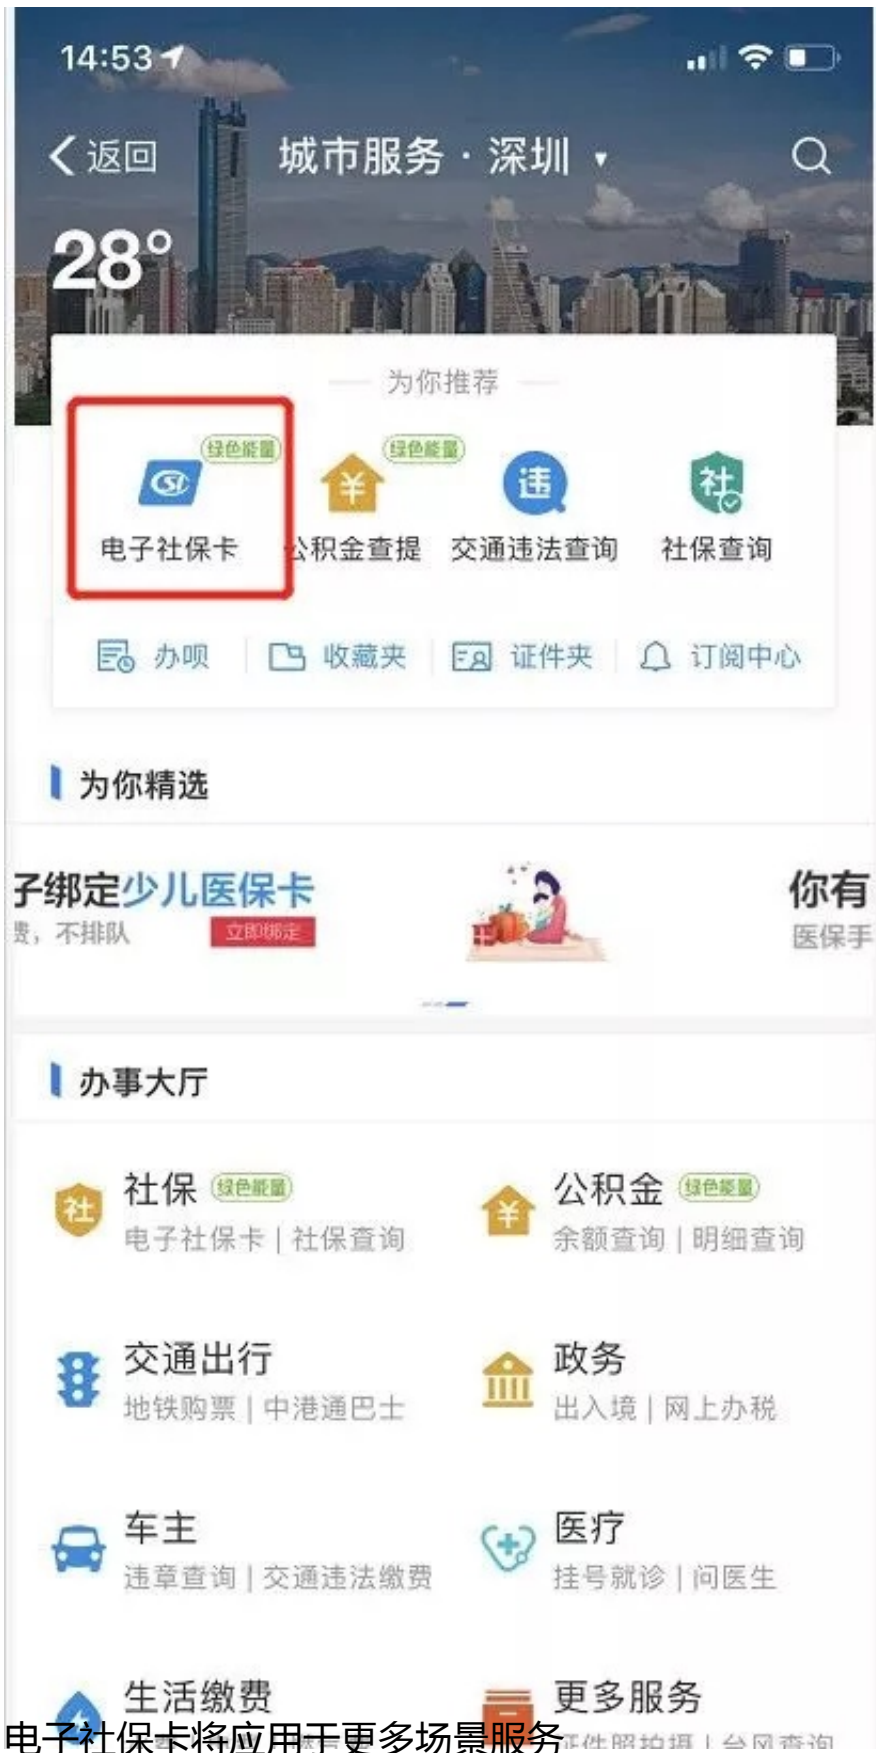 14:53
返回
城市服务·深圳
28°
为你推荐
绿色能量
绿色能量
电子社保卡
公积金查提
交通违法查询
社保查询
办呗
收藏夹
证件夹
订阅中心
为你精选
子绑定少儿医保卡
你有
,不排队
立即绑定
医保手
办事大厅
社保 绿色能量
电子社保卡 | 社保查询
公积金 绿色能量
余额查询 | 明细查询
交通出行
地铁购票 | 中港通巴士
政务
出入境 | 网上办税
车主
违章查询 | 交通违法缴费
医疗
挂号就诊 | 问医生
生活缴费
更多服务
证件照拍摄 | 台风查询
电子社保卡将应用于更多场景服务